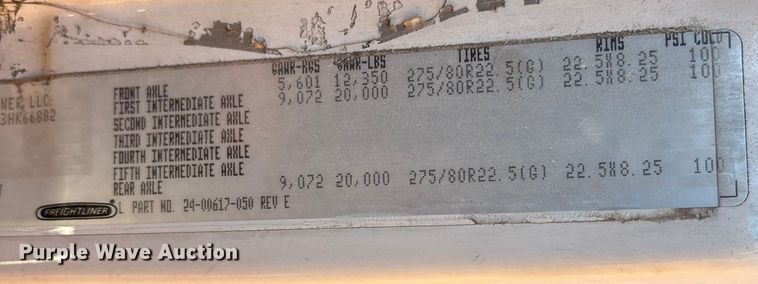 GAWR-KGS GAWR-LBS TIRES RIMS PSI COLD
FRONT AXLE 5,601 12,350 275/80R22.5(G) 22.5X8.25 100
FIRST INTERMEDIATE AXLE 9,072 20,000 275/80R22.5(G) 22.5X8.25 100
SECOND INTERMEDIATE AXLE
THIRD INTERMEDIATE AXLE
FOURTH INTERMEDIATE AXLE
FIFTH INTERMEDIATE AXLE
REAR AXLE 9,072 20,000 275/80R22.5(G) 22.5X8.25 100
NER LLC
3HK66882
T
FREIGHTLINER L PART NO. 24-00617-050 REV E
Purple Wave Auction